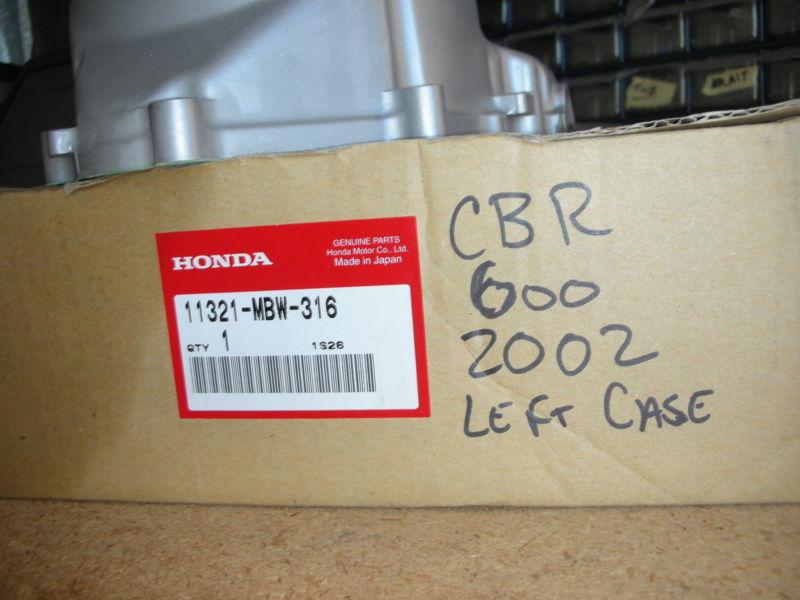 GENUINE PARTS
Honda Motor Co., Ltd.
Made in Japan
HONDA
11321-MBW-316
QTY 1 1S26
CBR
600
2002
LEFT CASE